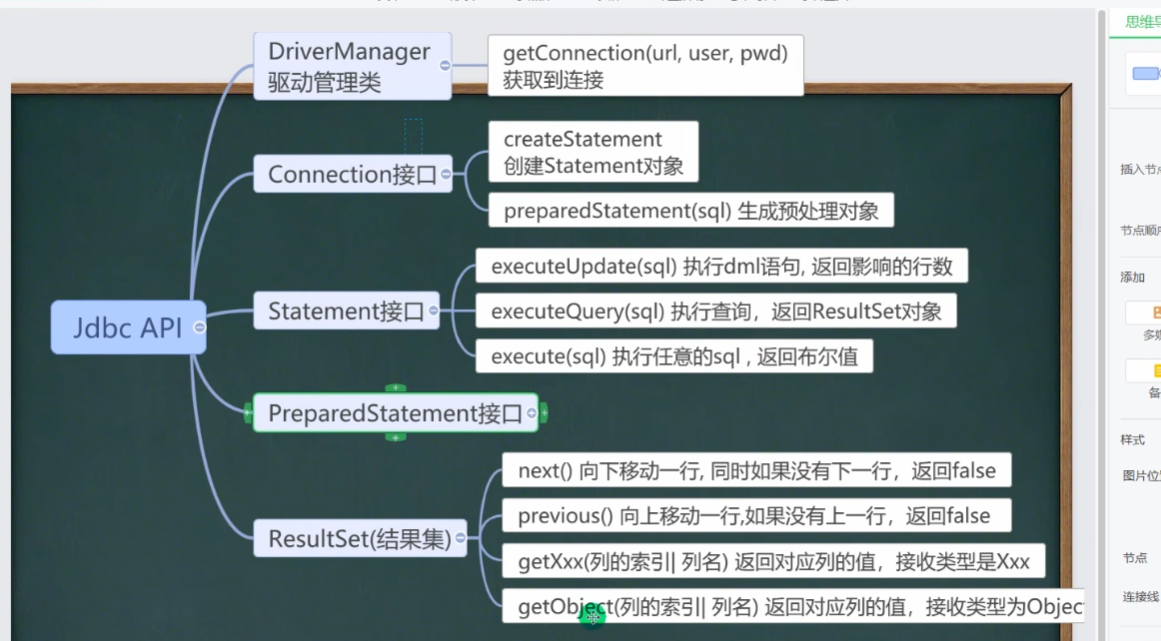 DriverManager
驱动管理类
getConnection(url, user, pwd)
获取到连接
Connection接口
createStatement
创建Statement对象
preparedStatement(sql) 生成预处理对象
Jdbc API
Statement接口
executeUpdate(sql) 执行dml语句, 返回影响的行数
executeQuery(sql) 执行查询，返回ResultSet对象
execute(sql) 执行任意的sql , 返回布尔值
PreparedStatement接口
ResultSet(结果集)
next() 向下移动一行, 同时如果没有下一行，返回false
previous() 向上移动一行,如果没有上一行，返回false
getXxx(列的索引| 列名) 返回对应列的值，接收类型是Xxx
getObject(列的索引| 列名) 返回对应列的值，接收类型为Objec
思维导
插入节点
节点顺序
添加
多媒
备
样式
图片位置
节点
连接线